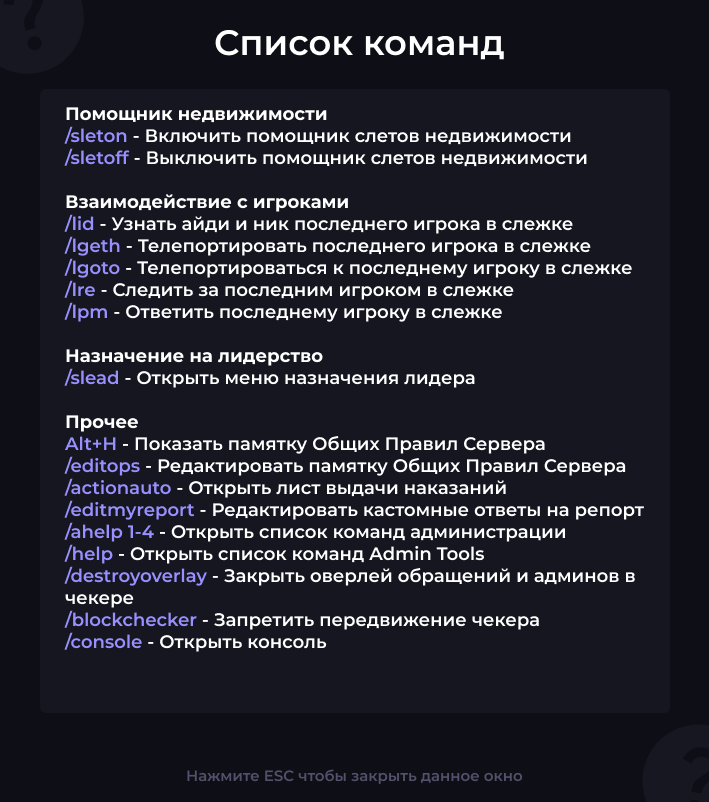 Список команд
Помощник недвижимости
/sleton - Включить помощник слетов недвижимости
/sletoff - Выключить помощник слетов недвижимости
Взаимодействие с игроками
/lid - Узнать айди и ник последнего игрока в слежке
/lgeth - Телепортировать последнего игрока в слежке
/lgoto - Телепортироваться к последнему игроку в слежке
/lre - Следить за последним игроком в слежке
/lpm - Ответить последнему игроку в слежке
Назначение на лидерство
/slead - Открыть меню назначения лидера
Прочее
Alt+H - Показать памятку Общих Правил Сервера
/editops - Редактировать памятку Общих Правил Сервера
/actionauto - Открыть лист выдачи наказаний
/editmyreport - Редактировать кастомные ответы на репорт
/ahelp 1-4 - Открыть список команд администрации
/help - Открыть список команд Admin Tools
/destroyoverlay - Закрыть оверлей обращений и админов в
чекере
/blockchecker - Запретить передвижение чекера
/console - Открыть консоль
Нажмите ESC чтобы закрыть данное окно